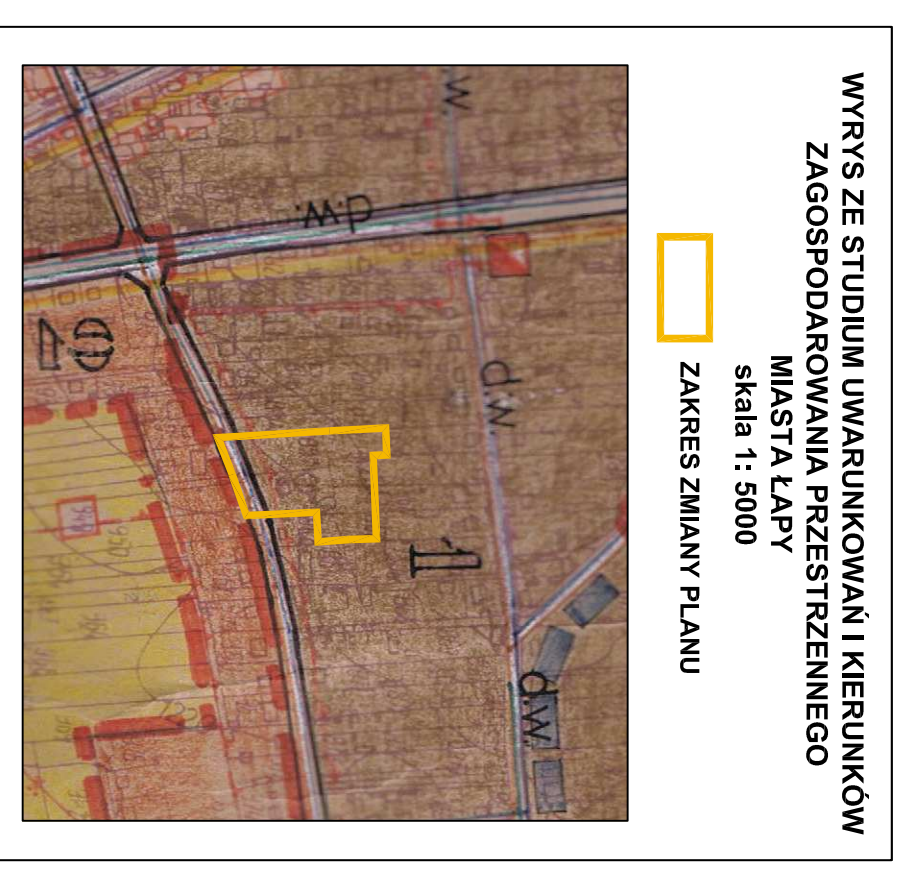 WYRYS ZE STUDIUM UWARUNKOWAŃ I KIERUNKÓW
ZAGOSPODAROWANIA PRZESTRZENNEGO
MIASTA ŁAPY
skala 1: 5000
ZAKRES ZMIANY PLANU
w.
d.w.
d.w.
d.w.